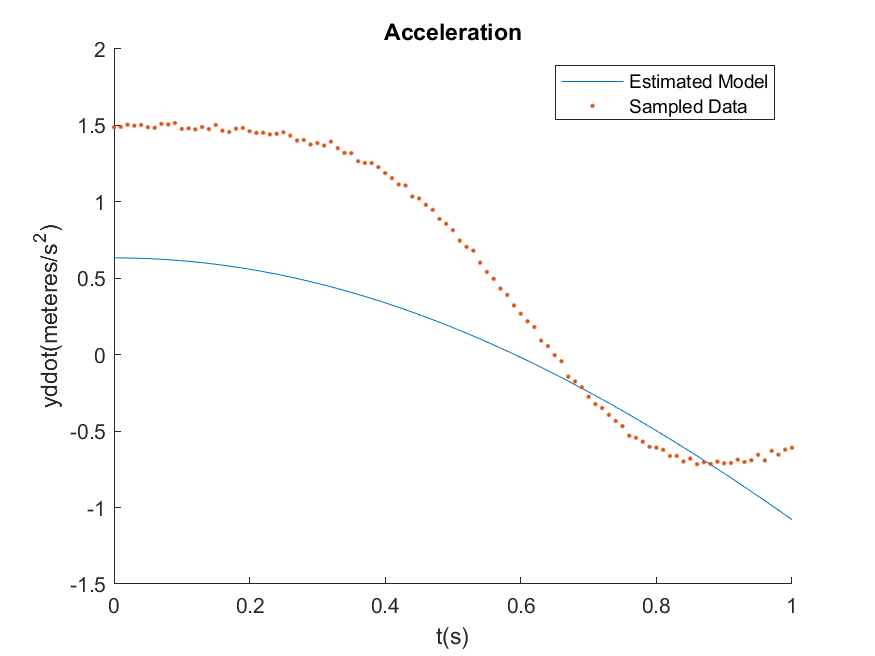 Acceleration
Estimated Model
Sampled Data
2
1.5
1
0.5
0
-0.5
-1
-1.5
yddot(meteres/s²)
0 0.2 0.4 0.6 0.8 1
t(s)